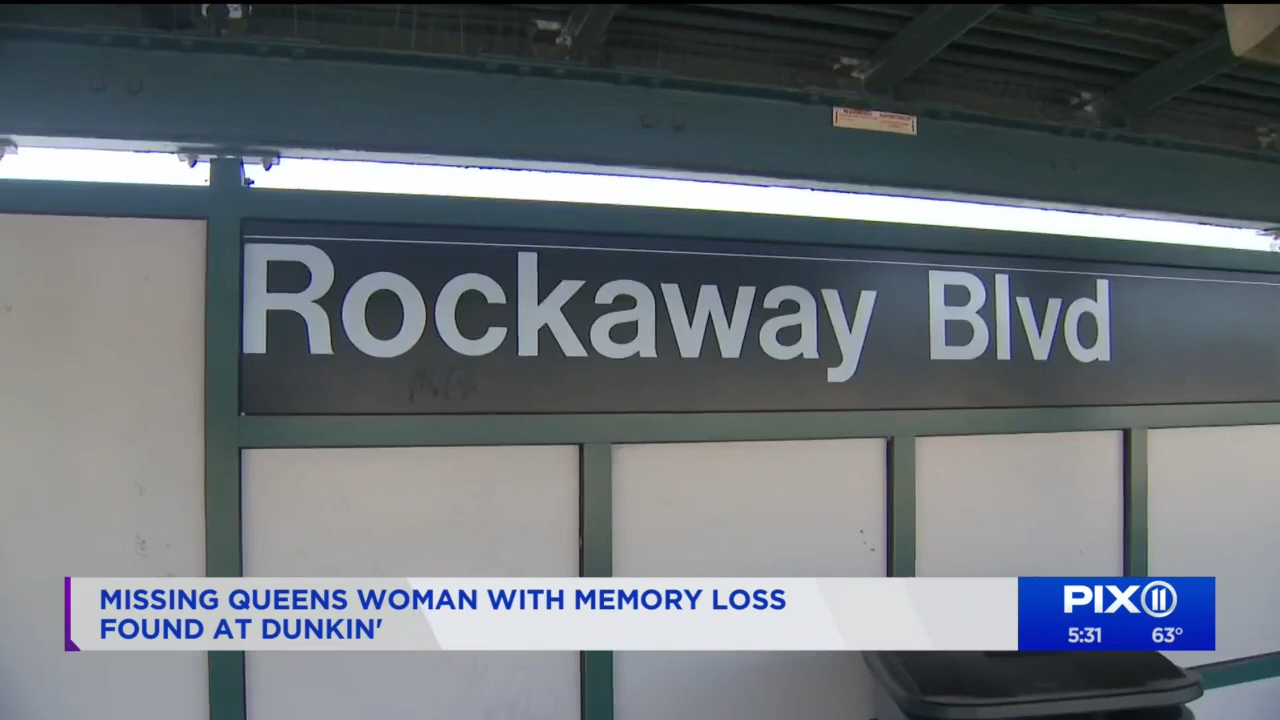 Rockaway Blvd
MISSING QUEENS WOMAN WITH MEMORY LOSS
FOUND AT DUNKIN'
PIX11
5:31 63°